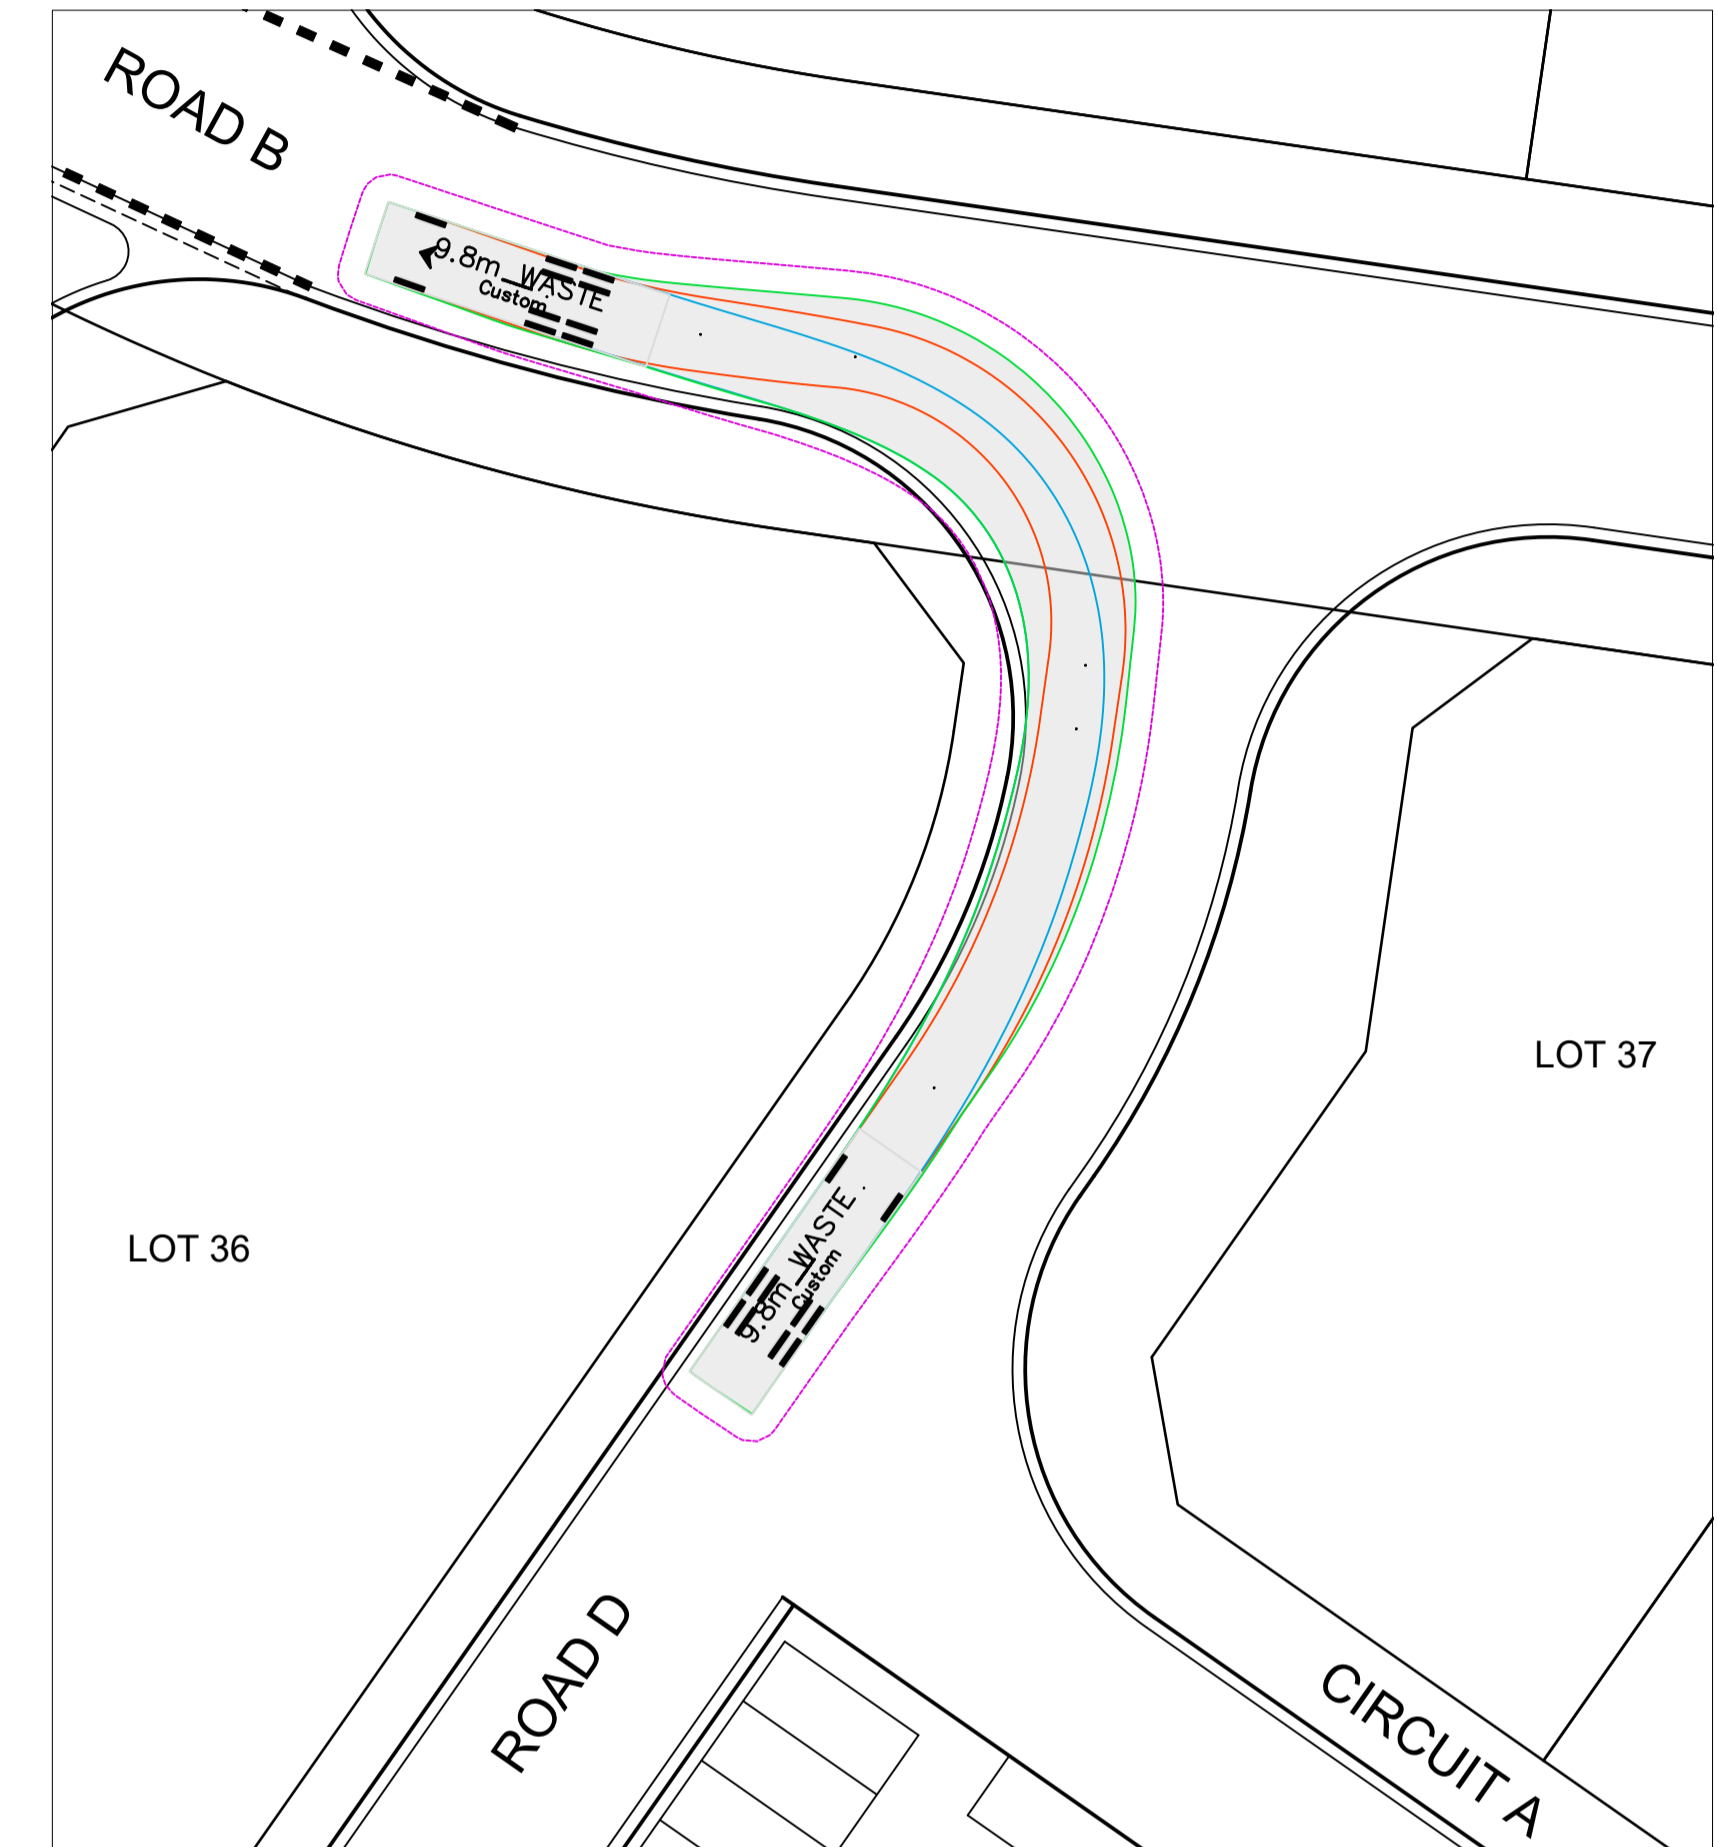 ROAD B
9.8m_WASTE
Custom
LOT 37
LOT 36
9.8m_WASTE
Custom
ROAD D
CIRCUIT A